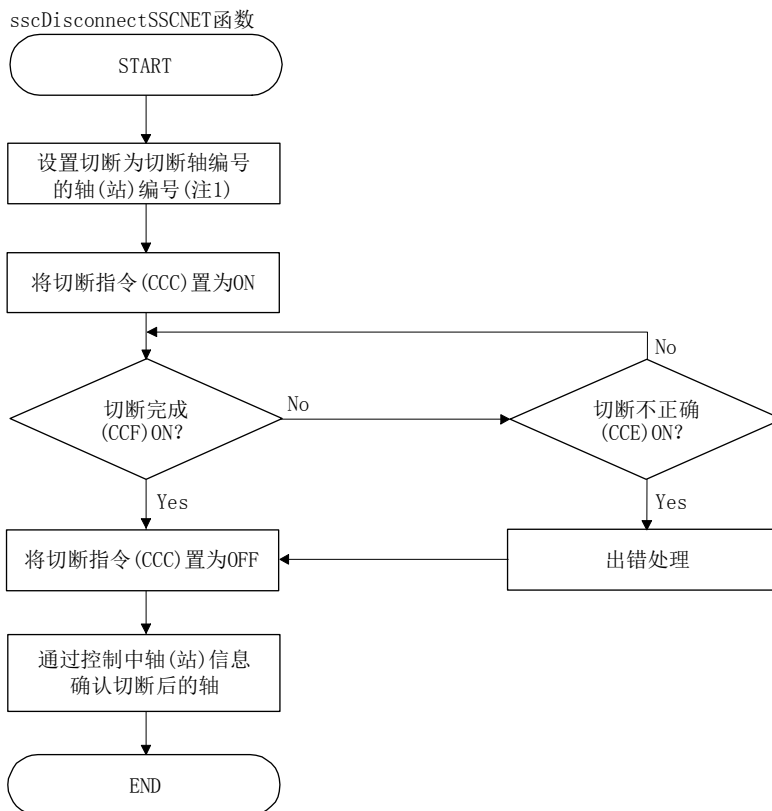 sscDisconnectSSCNET函数
START
设置切断为切断轴编号
的轴(站)编号(注1)
将切断指令(CCC)置为ON
No
切断完成
(CCF)ON?
No
切断不正确
(CCE)ON?
Yes
Yes
将切断指令(CCC)置为OFF
出错处理
通过控制中轴(站)信息
确认切断后的轴
END